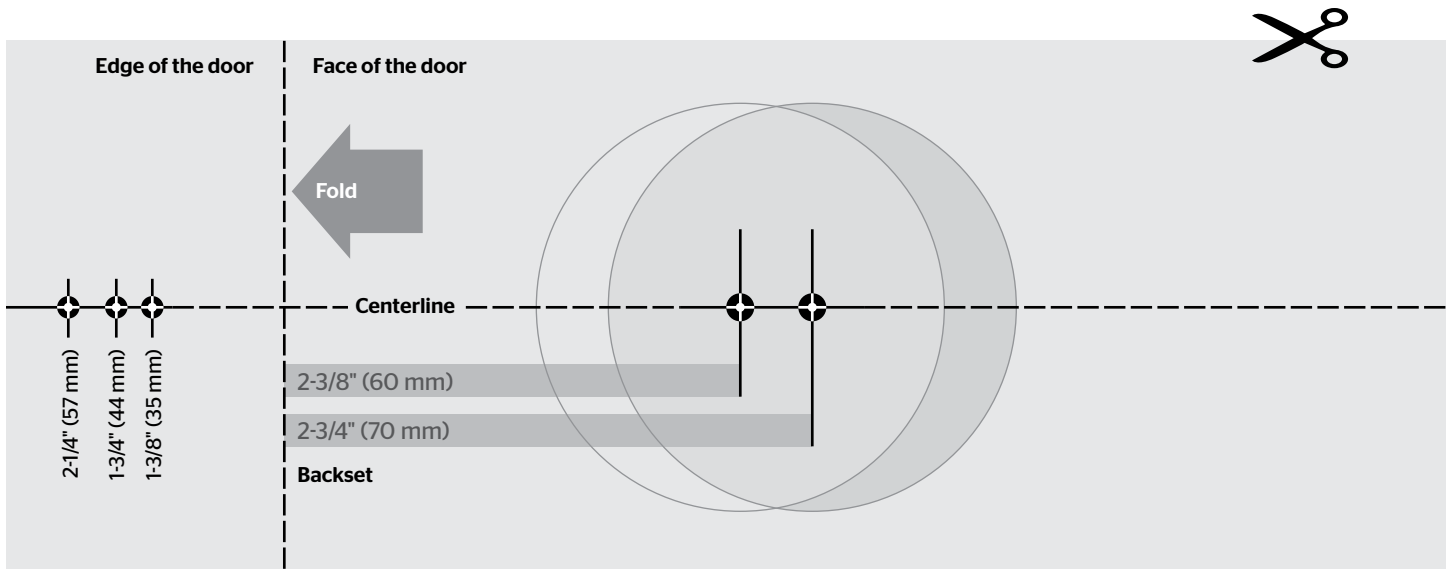 Edge of the door
Face of the door
Fold
Centerline
2-1/4" (57 mm)
1-3/4" (44 mm)
1-3/8" (35 mm)
2-3/8" (60 mm)
2-3/4" (70 mm)
Backset